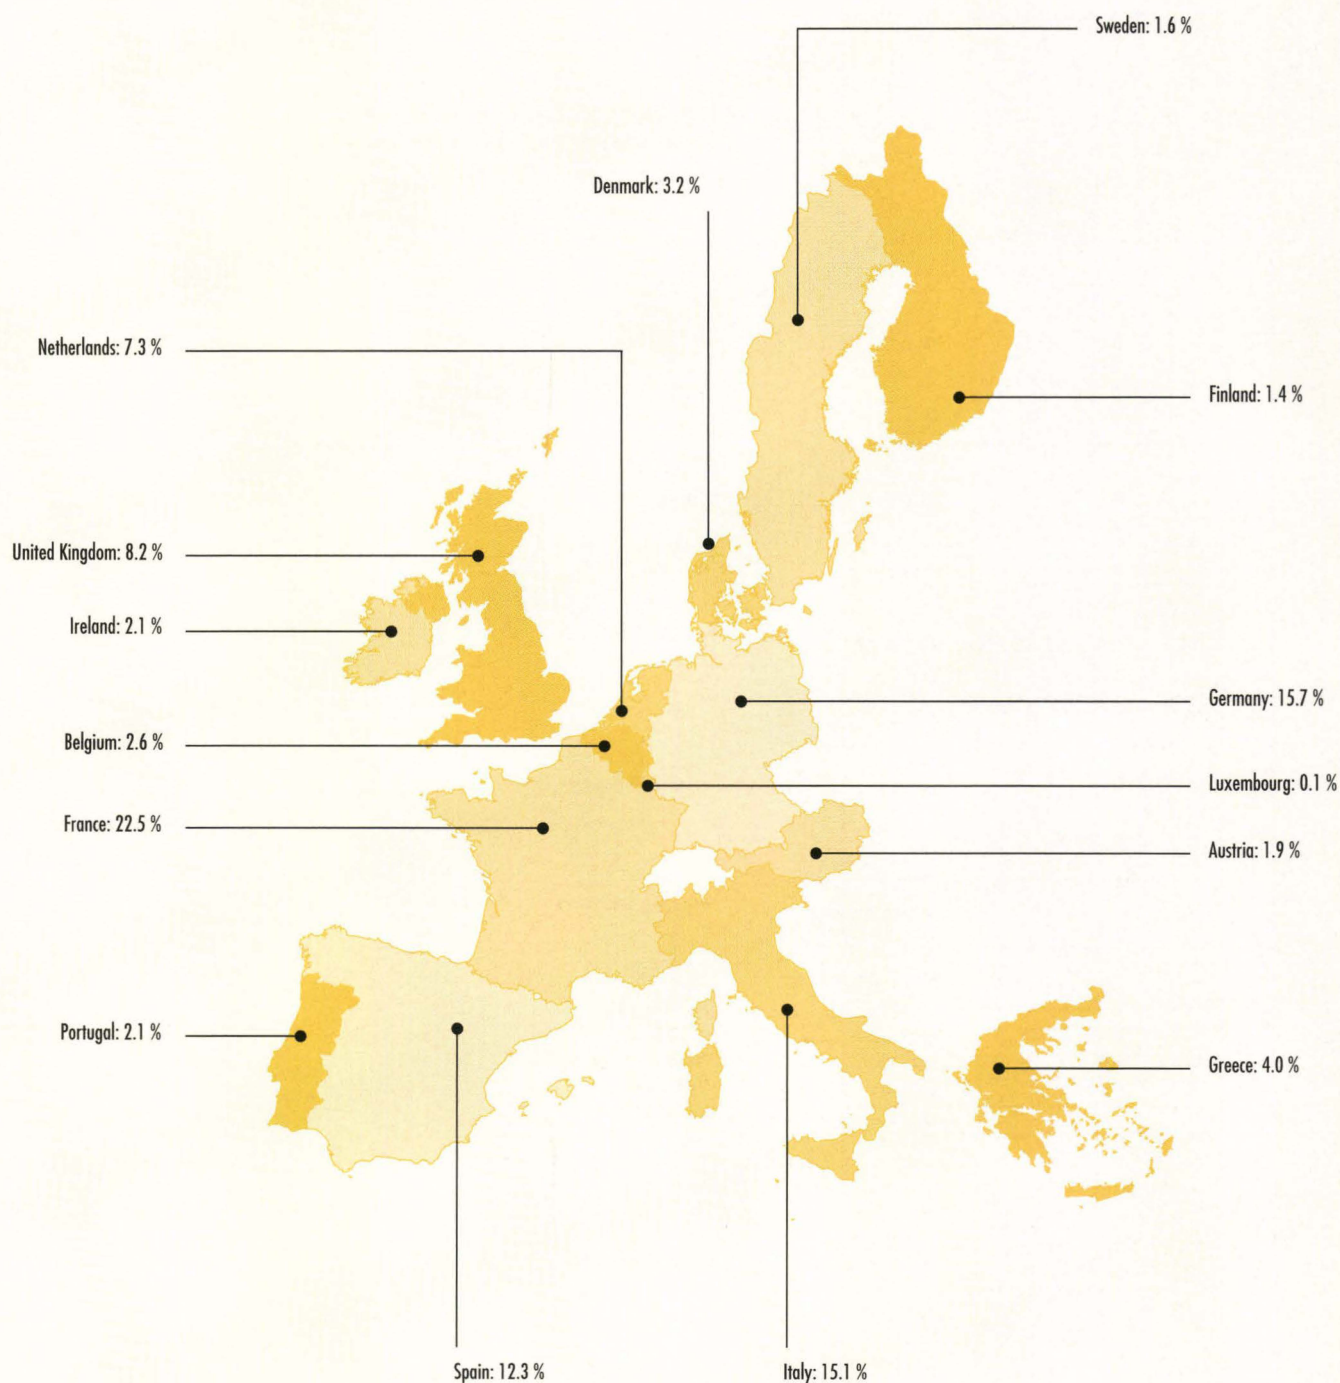 Sweden: 1.6 %
Denmark: 3.2 %
Netherlands: 7.3 %
Finland: 1.4 %
United Kingdom: 8.2 %
Ireland: 2.1 %
Germany: 15.7 %
Belgium: 2.6 %
Luxembourg: 0.1 %
France: 22.5 %
Austria: 1.9 %
Portugal: 2.1 %
Greece: 4.0 %
Spain: 12.3 %
Italy: 15.1 %